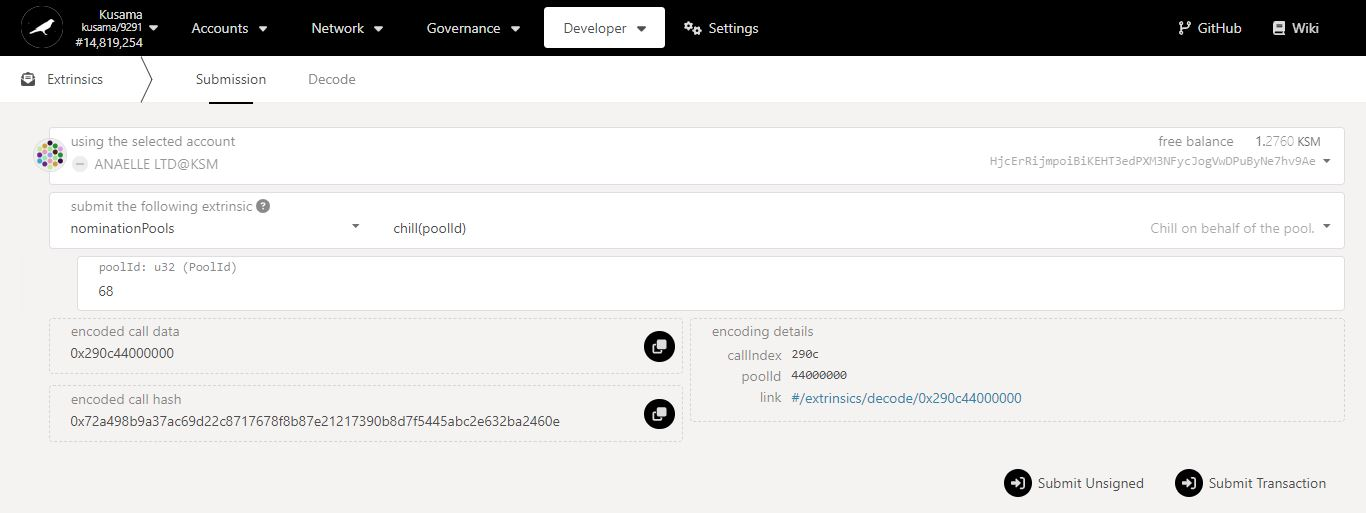 Kusama
kusama/9291
#14,819,254
Accounts
Network
Governance
Developer
Settings
GitHub
Wiki
Extrinsics
Submission
Decode
using the selected account
ANAELLE LTD@KSM
free balance 1.2760 KSM
HjcErRijmpoiBiKEHT3edPXM3NFycJogVwDPuByNe7hv9Ae
submit the following extrinsic ?
nominationPools
chill(poolId)
Chill on behalf of the pool.
poolId: u32 (PoolId)
68
encoded call data
0x290c44000000
encoded call hash
0x72a498b9a37ac69d22c8717678f8b87e21217390b8d7f5445abc2e632ba2460e
encoding details
callIndex 290c
poolId 44000000
link #/extrinsics/decode/0x290c44000000
Submit Unsigned
Submit Transaction